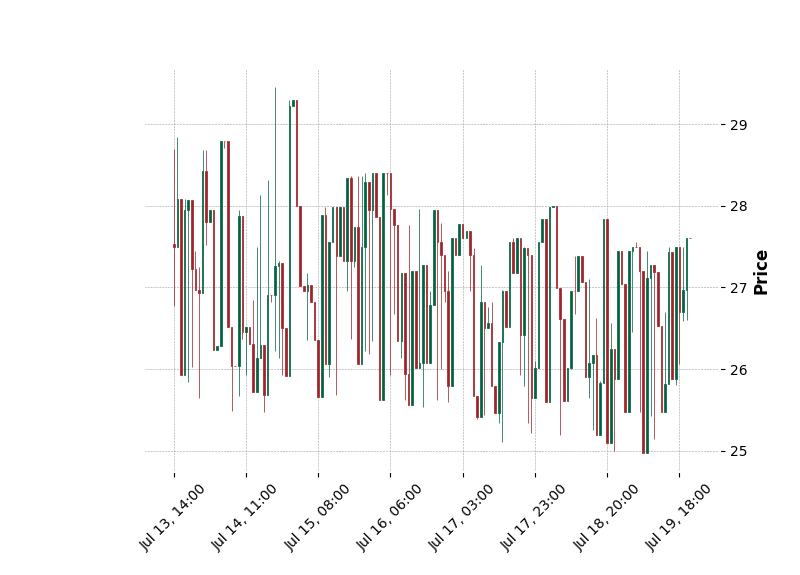 29
28
27
26
25
Price
Jul 13, 14:00
Jul 14, 11:00
Jul 15, 08:00
Jul 16, 06:00
Jul 17, 03:00
Jul 17, 23:00
Jul 18, 20:00
Jul 19, 18:00